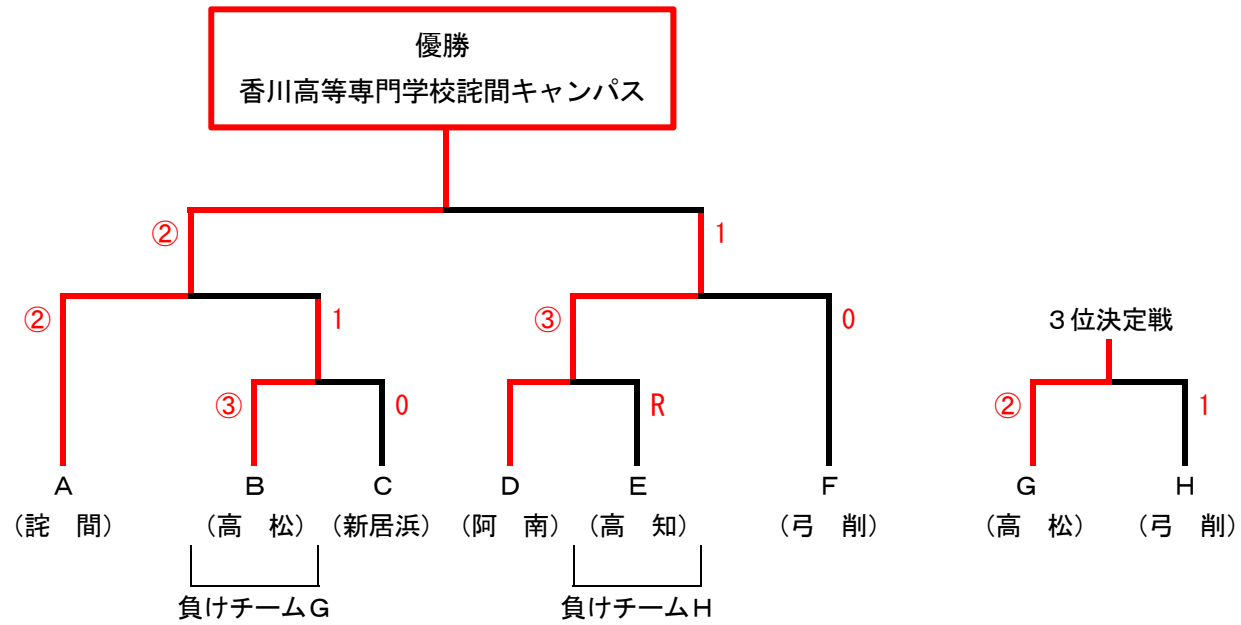 優勝
香川高等専門学校詫間キャンパス
② 1
② 1 ③ 0
3位決定戦
③ 0 R ② 1
A B C D E F G H
(詫 間) (高 松) (新居浜) (阿 南) (高 知) (弓 削) (高 松) (弓 削)
負けチームG 負けチームH